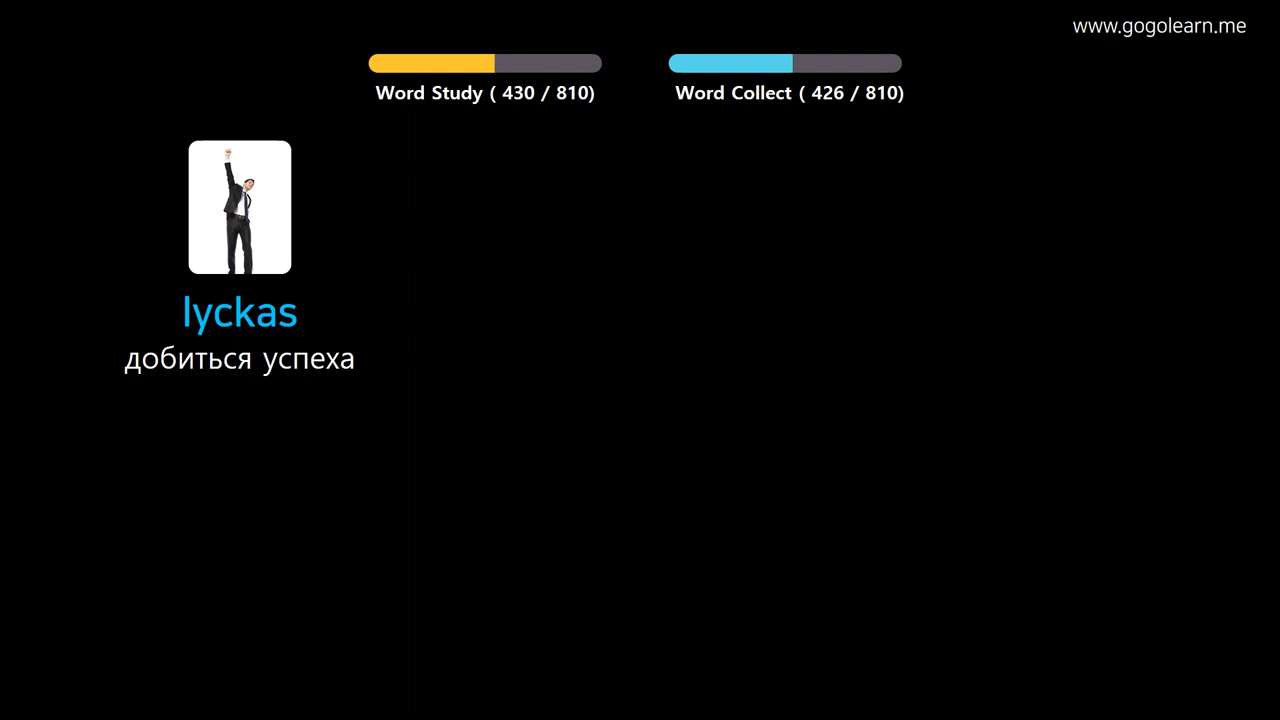 www.gogolearn.me
Word Study ( 430 / 810)
Word Collect ( 426 / 810)
lyckas
добиться успеха